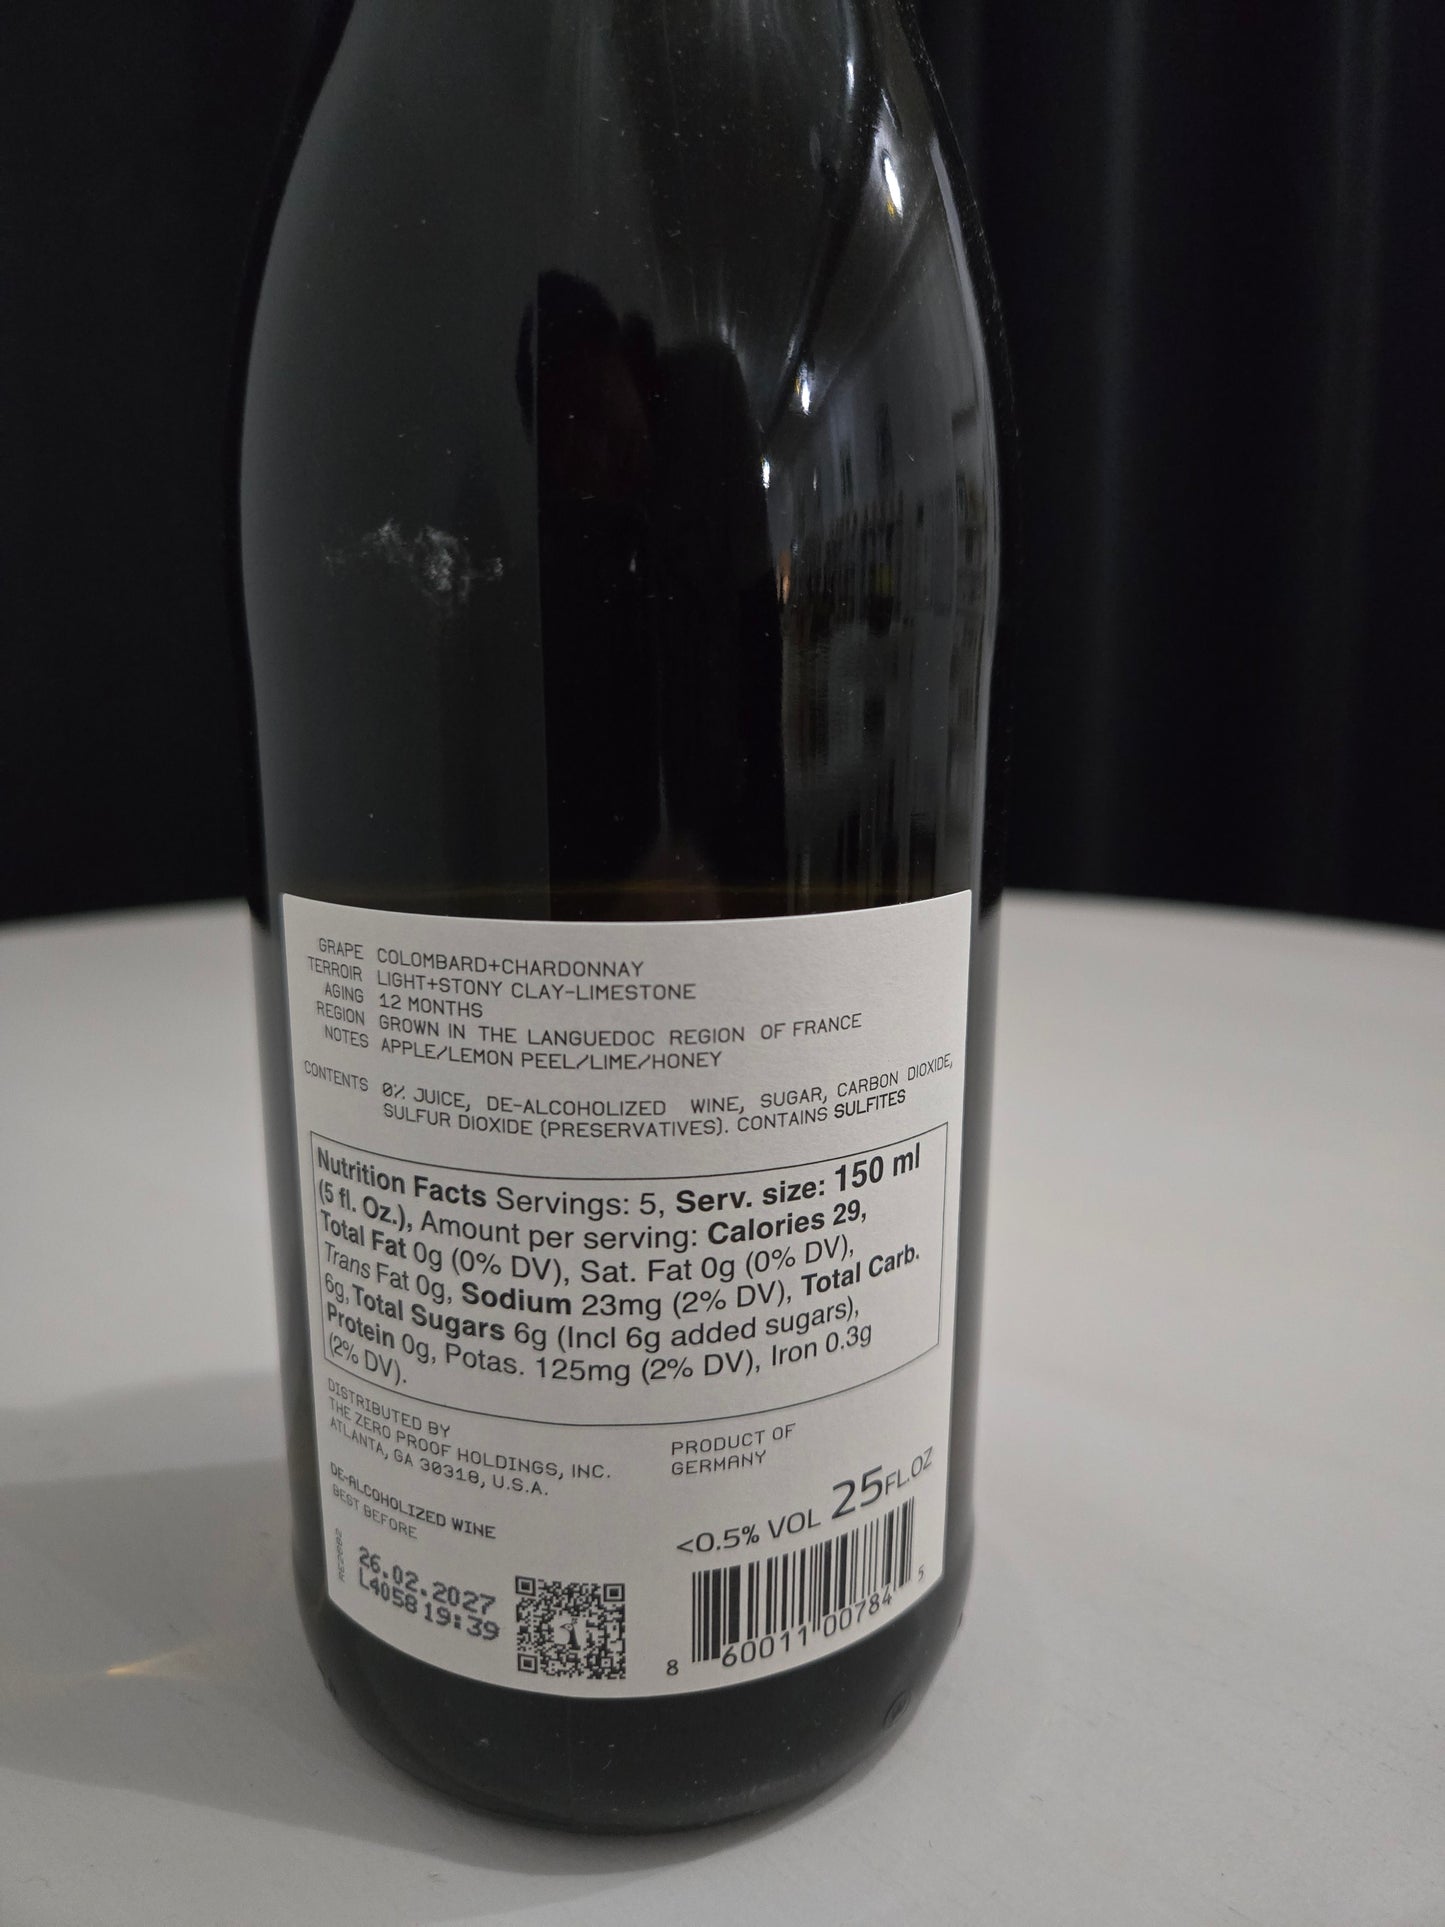 GRAPE COLOMBARD+CHARDONNAY
TERROIR LIGHT+STONY CLAY-LIMESTONE
AGING 12 MONTHS
REGION GROWN IN THE LANGUEDOC REGION OF FRANCE
NOTES APPLE/LEMON PEEL/LIME/HONEY
CONTENTS 0% JUICE, DE-ALCOHOLIZED WINE, SUGAR, CARBON DIOXIDE,
SULFUR DIOXIDE (PRESERVATIVES). CONTAINS SULFITES
Nutrition Facts Servings: 5, Serv. size: 150 ml
(5 fl. Oz.), Amount per serving: Calories 29,
Total Fat 0g (0% DV), Sat. Fat 0g (0% DV),
Trans Fat 0g, Sodium 23mg (2% DV), Total Carb.
6g, Total Sugars 6g (Incl 6g added sugars),
Protein 0g, Potas. 125mg (2% DV), Iron 0.3g
(2% DV).
DISTRIBUTED BY
THE ZERO PROOF HOLDINGS, INC.
ATLANTA, GA 30318, U.S.A.
PRODUCT OF
GERMANY
DE-ALCOHOLIZED WINE
BEST BEFORE
<0.5% VOL 25FL.OZ
26.02.2027
L4058 19:39
8 60011 00784 5